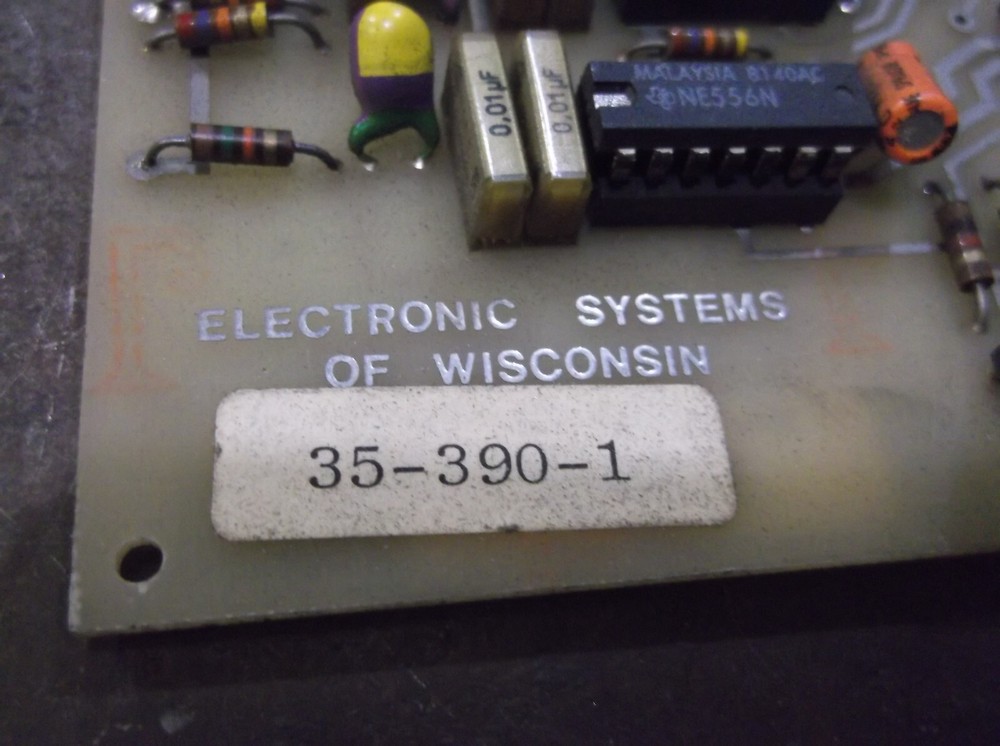 0,01µF
0,01µF
MALAYSIA 8140AC
NE556N
ELECTRONIC SYSTEMS
OF WISCONSIN
35-390-1